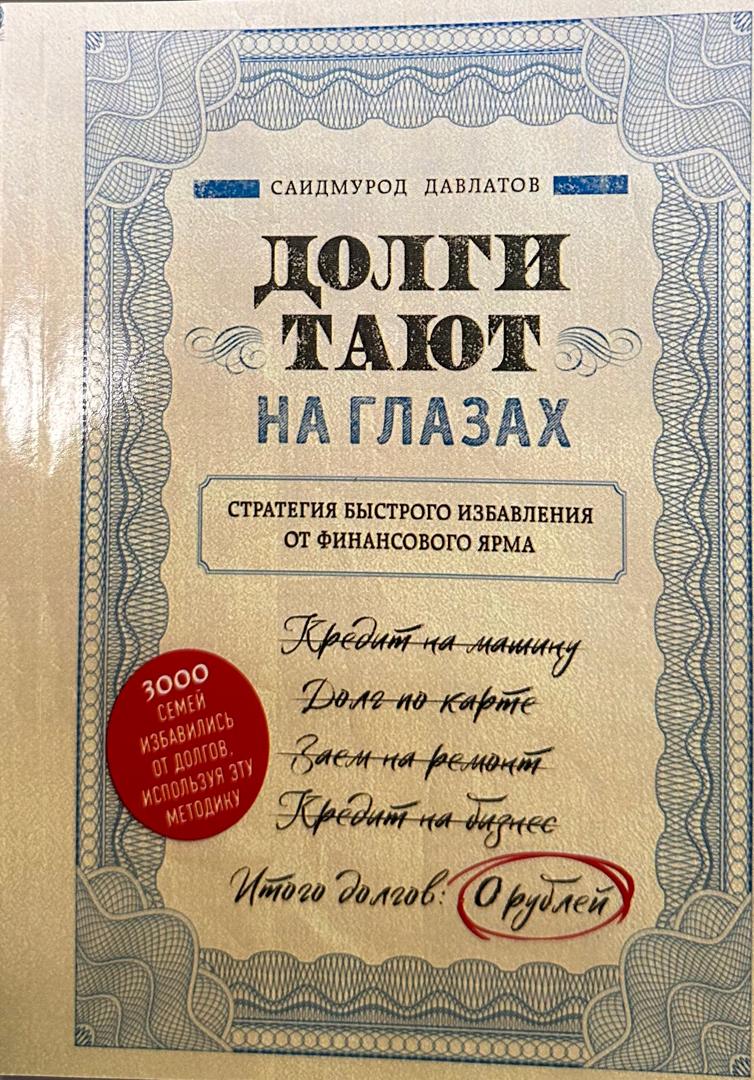 САИДМУРОД ДАВЛАТОВ
ДОЛГИ
ТАЮТ
НА ГЛАЗАХ
СТРАТЕГИЯ БЫСТРОГО ИЗБАВЛЕНИЯ
ОТ ФИНАНСОВОГО ЯРМА
Кредит на машину
Долг по карте
Заем на ремонт
Кредит на бизнес
Итого долгов: 0 рублей
3000
СЕМЕЙ
ИЗБАВИЛИСЬ
ОТ ДОЛГОВ,
ИСПОЛЬЗУЯ ЭТУ
МЕТОДИКУ